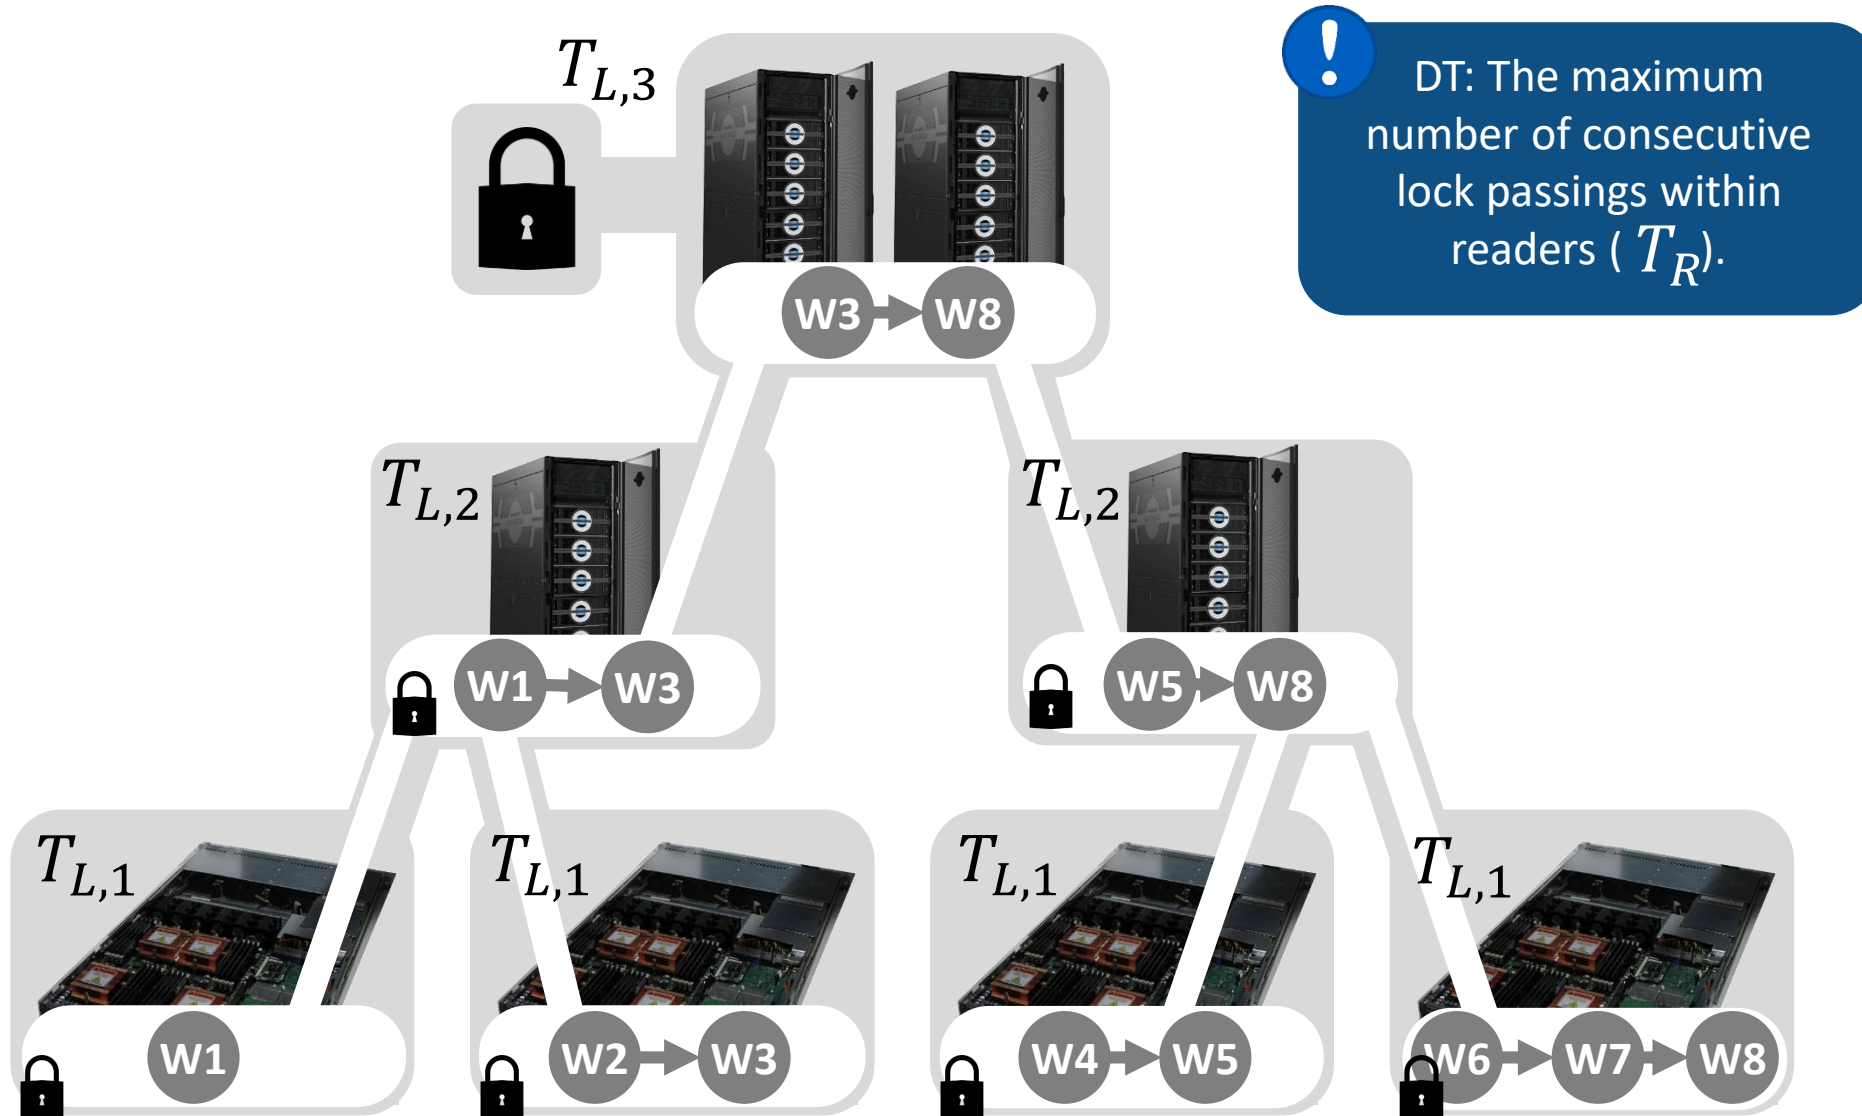 T_{L,3}
DT: The maximum
number of consecutive
lock passings within
readers ( T_R).
W3 W8
T_{L,2} T_{L,2}
W1 W3 W5 W8
T_{L,1} T_{L,1} T_{L,1} T_{L,1}
W1 W2 W3 W4 W5 W6 W7 W8